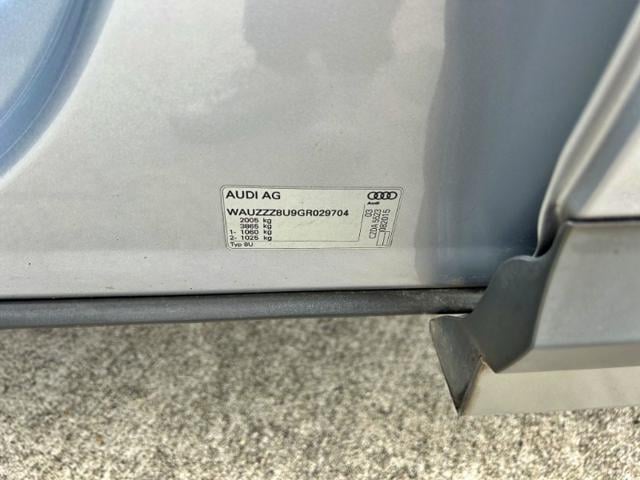 AUDI AG
Audi
WAUZZZ8U9GR029704
2005 kg
3865 kg
1- 1060 kg
2- 1025 kg
Typ 8U
03
CZDA 5623
082015